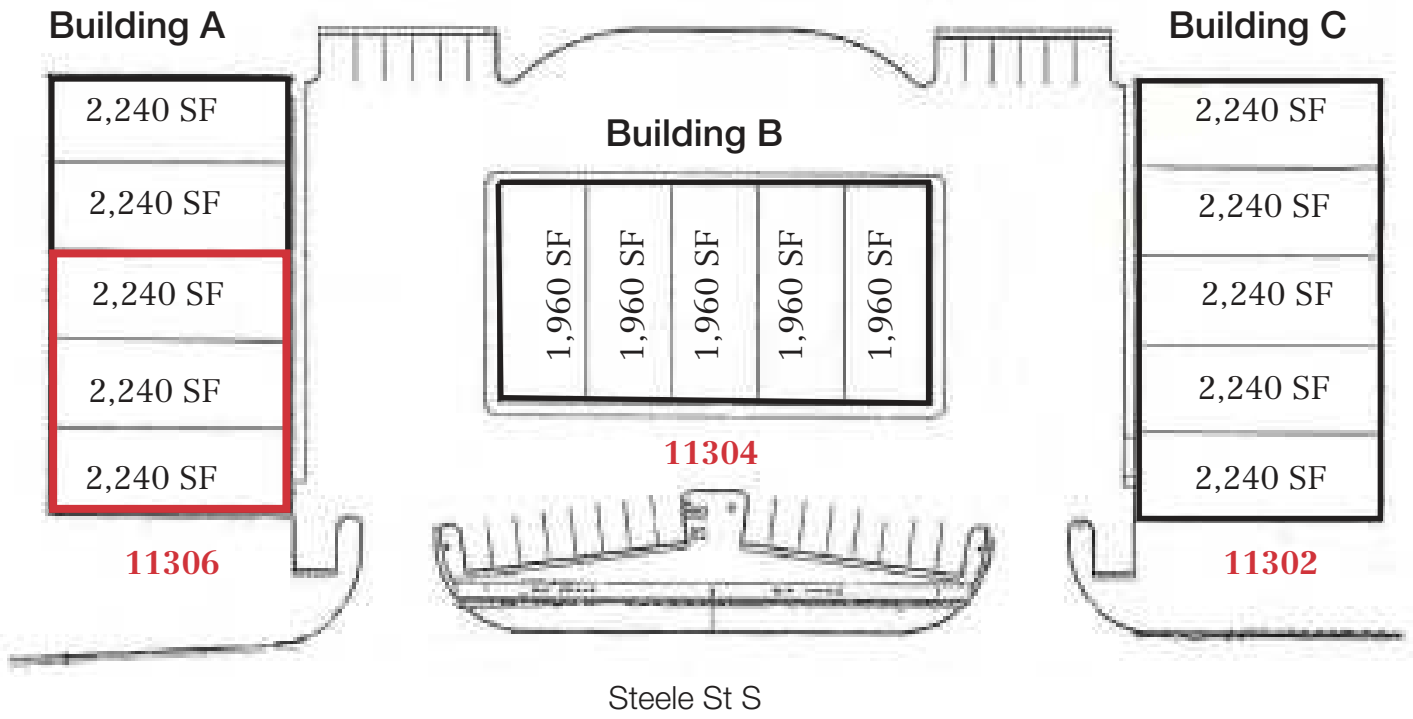 Building A
2,240 SF
2,240 SF
2,240 SF
2,240 SF
2,240 SF
11306
Building B
1,960 SF
1,960 SF
1,960 SF
1,960 SF
1,960 SF
11304
Building C
2,240 SF
2,240 SF
2,240 SF
2,240 SF
2,240 SF
11302
Steele St S